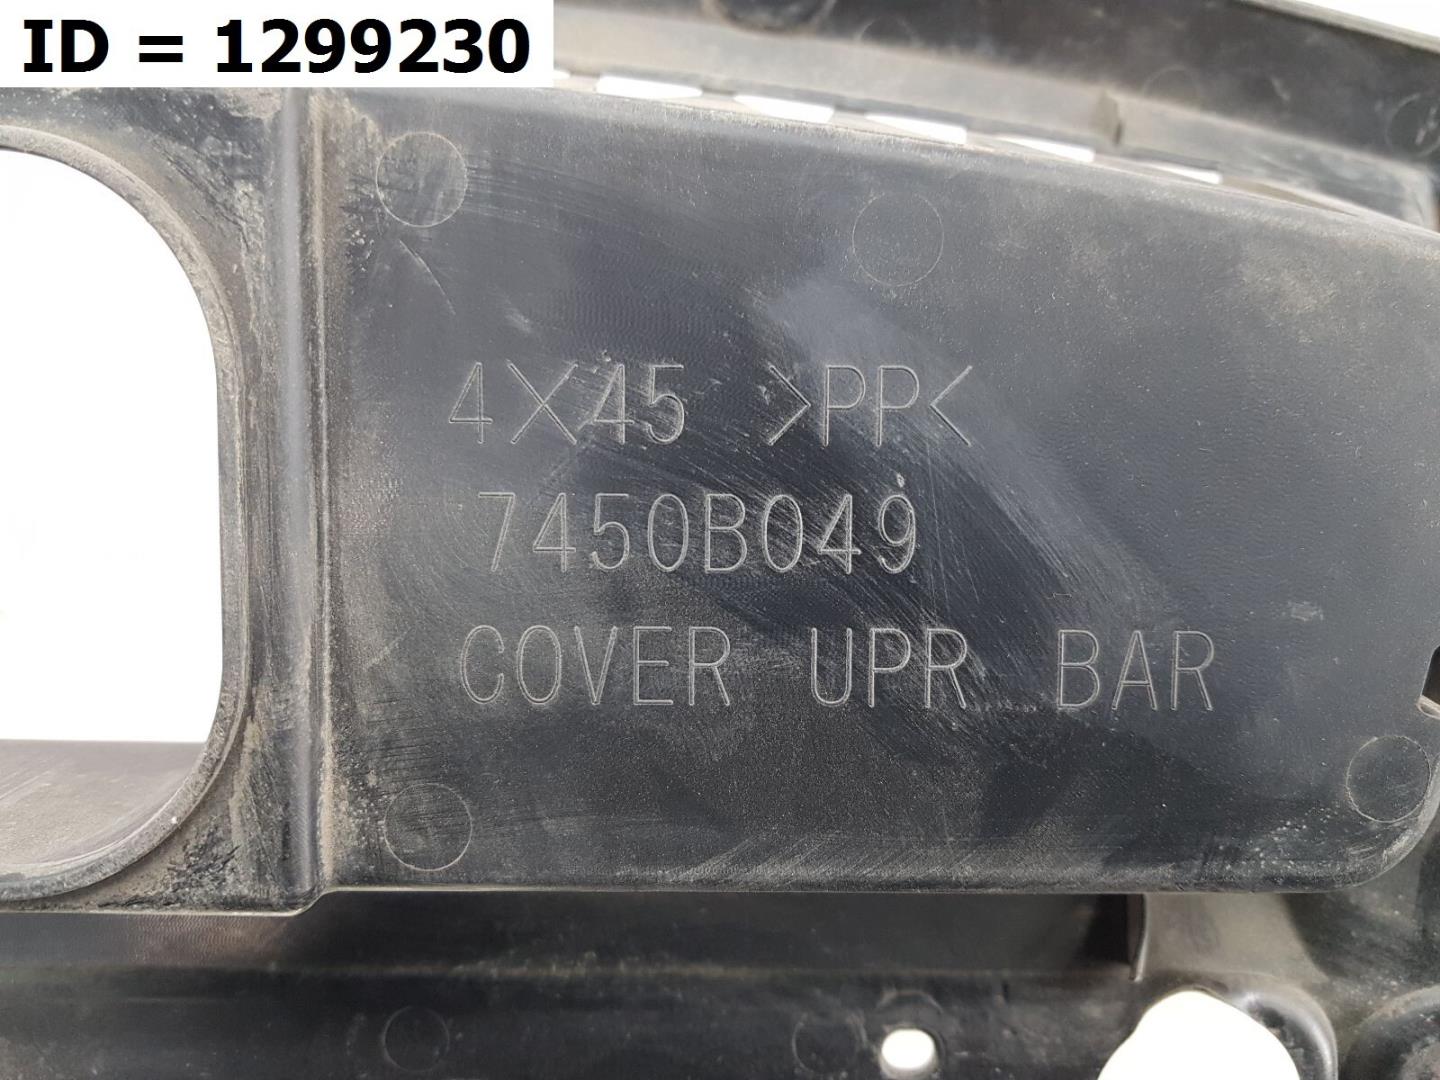 ID = 1299230
4X45 >PP<
7450B049
COVER UPR BAR